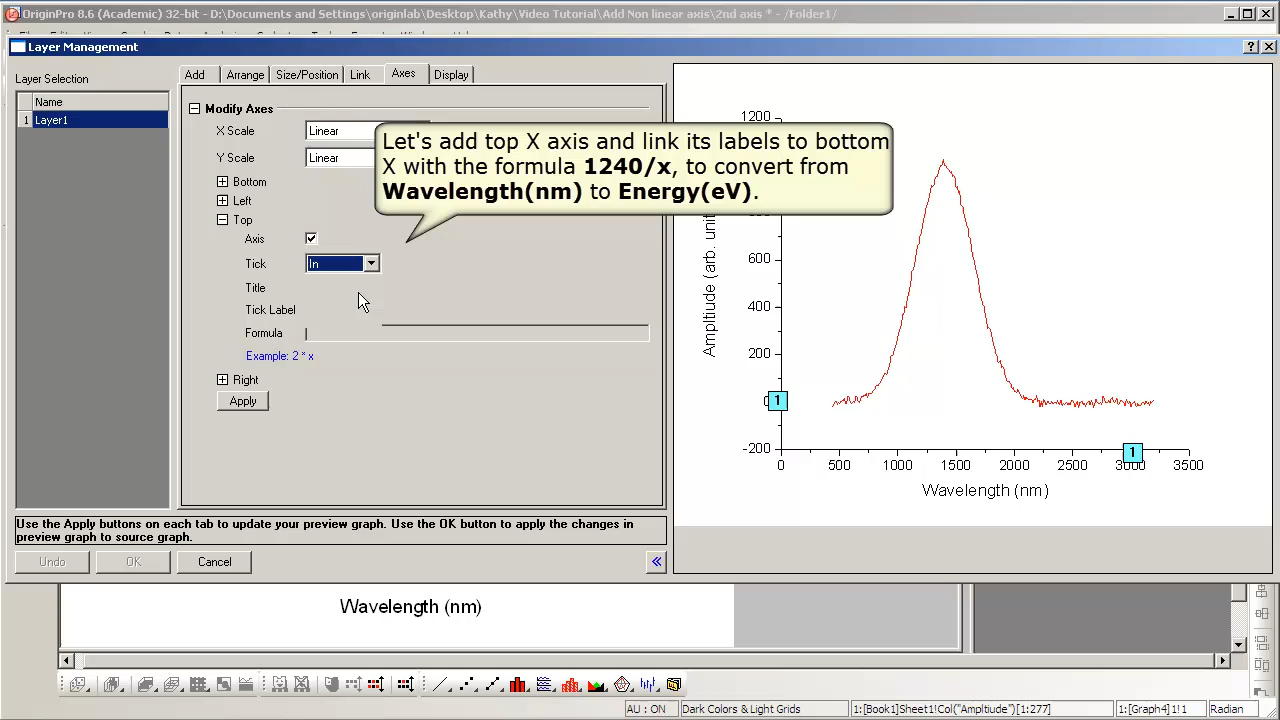 OriginPro 8.6 (Academic) 32-bit - D:\Documents and Settings\originlab\Desktop\Kathy\Video Tutorial\Add Non linear axis\2nd axis * - /Folder1/
Layer Management
Layer Selection
Name
1 Layer1
Add Arrange Size/Position Link Axes Display
Modify Axes
X Scale Linear
Y Scale Linear
Let's add top X axis and link its labels to bottom
X with the formula 1240/x, to convert from
Wavelength(nm) to Energy(eV).
Bottom
Left
Top
Axis
Tick In
Title
Tick Label
Formula
Example: 2 * x
Right
Apply
1200
600
400
200
0
-200
Ampltiude (arb. unit
1
1
0 500 1000 1500 2000 2500 3000 3500
Wavelength (nm)
Use the Apply buttons on each tab to update your preview graph. Use the OK button to apply the changes in
preview graph to source graph.
Undo OK Cancel
Wavelength (nm)
AU : ON Dark Colors & Light Grids 1:[Book1]Sheet1!Col("Ampltiude")[1:277] 1:[Graph4]1!1 Radian